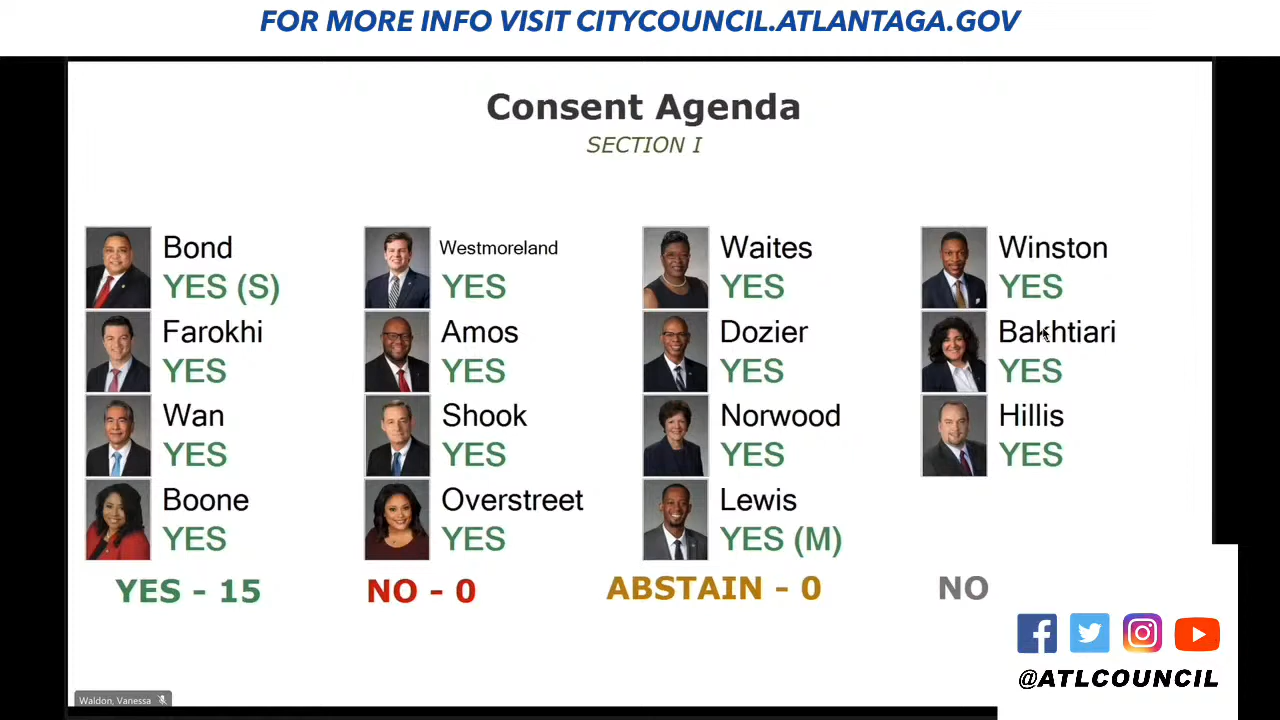 FOR MORE INFO VISIT CITYCOUNCIL.ATLANTAGA.GOV
Consent Agenda
SECTION I
Bond
YES (S)
Westmoreland
YES
Waites
YES
Winston
YES
Farokhi
YES
Amos
YES
Dozier
YES
Bakhtiari
YES
Wan
YES
Shook
YES
Norwood
YES
Hillis
YES
Boone
YES
Overstreet
YES
Lewis
YES (M)
YES - 15
NO - 0
ABSTAIN - 0
NO
@ATLCOUNCIL
Waldon, Vanessa